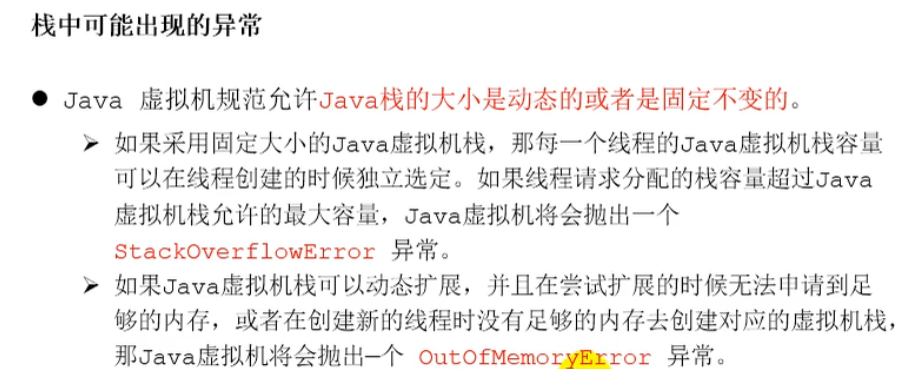 栈中可能出现的异常
● Java 虚拟机规范允许Java栈的大小是动态的或者是固定不变的。
➢ 如果采用固定大小的Java虚拟机栈，那每一个线程的Java虚拟机栈容量
可以在线程创建的时候独立选定。如果线程请求分配的栈容量超过Java
虚拟机栈允许的最大容量，Java虚拟机将会抛出一个
StackOverflowError 异常。
➢ 如果Java虚拟机栈可以动态扩展，并且在尝试扩展的时候无法申请到足
够的内存，或者在创建新的线程时没有足够的内存去创建对应的虚拟机栈，
那Java虚拟机将会抛出一个 OutOfMemoryError 异常。